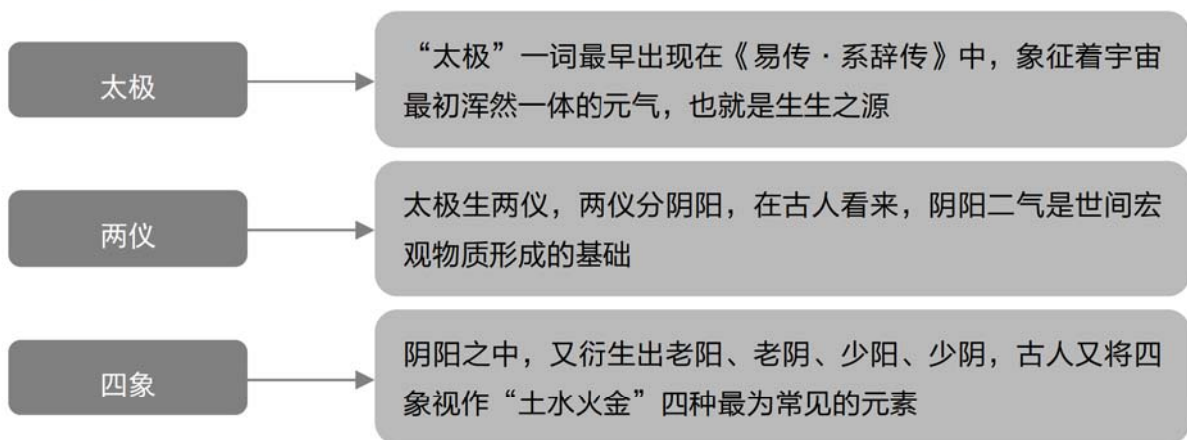 太极
“太极”一词最早出现在《易传·系辞传》中，象征着宇宙
最初浑然一体的元气，也就是生生之源
两仪
太极生两仪，两仪分阴阳，在古人看来，阴阳二气是世间宏
观物质形成的基础
四象
阴阳之中，又衍生出老阳、老阴、少阳、少阴，古人又将四
象视作“土水火金”四种最为常见的元素